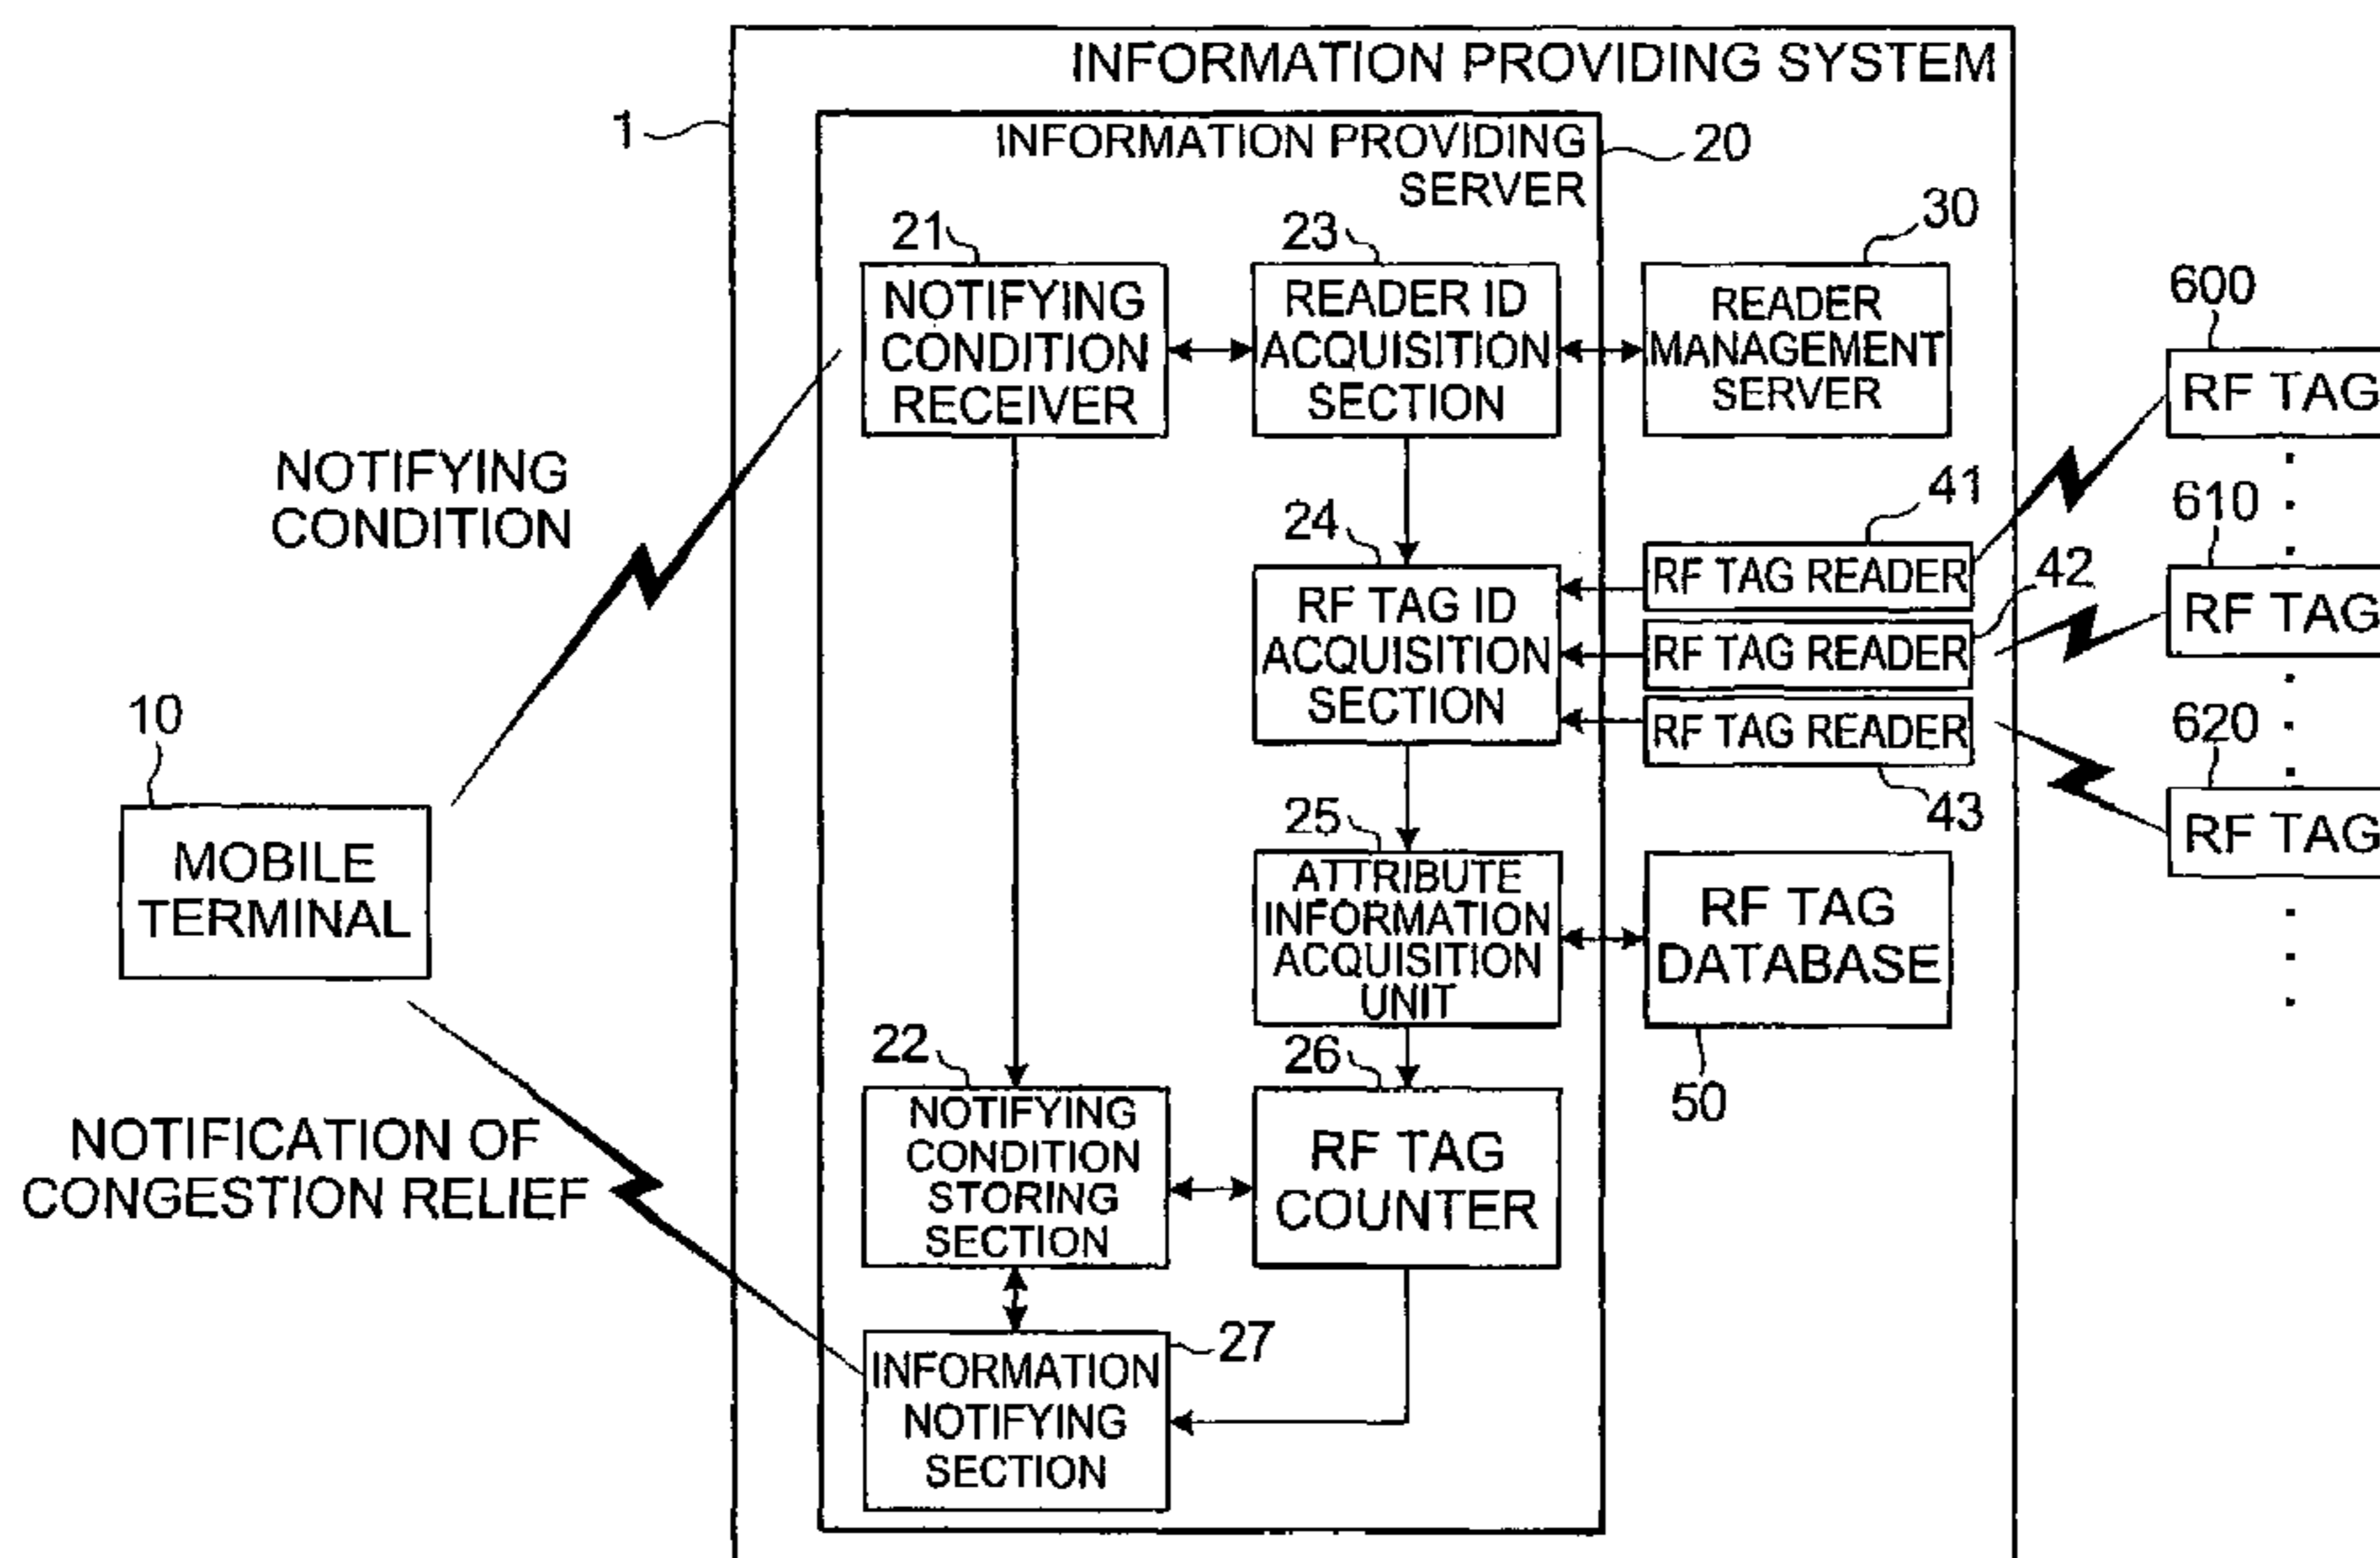 INFORMATION PROVIDING SYSTEM
1
INFORMATION PROVIDING
SERVER
20
21
NOTIFYING
CONDITION
RECEIVER
23
READER ID
ACQUISITION
SECTION
30
READER
MANAGEMENT
SERVER
600
RF TAG
NOTIFYING
CONDITION
24
RF TAG ID
ACQUISITION
SECTION
41
RF TAG READER
42
RF TAG READER
RF TAG READER
43
610
RF TAG
620
RF TAG
10
MOBILE
TERMINAL
25
ATTRIBUTE
INFORMATION
ACQUISITION
UNIT
RF TAG
DATABASE
50
22
NOTIFYING
CONDITION
STORING
SECTION
26
RF TAG
COUNTER
NOTIFICATION OF
CONGESTION RELIEF
27
INFORMATION
NOTIFYING
SECTION